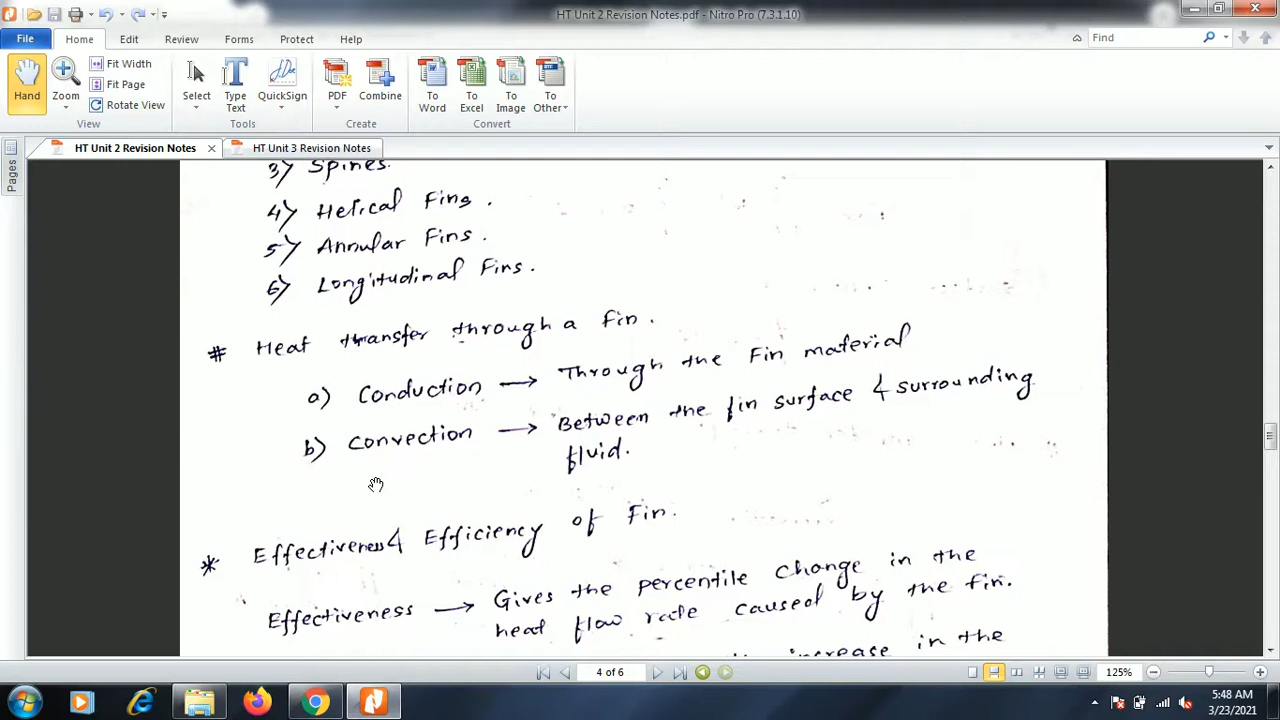 HT Unit 2 Revision Notes.pdf - Nitro Pro (7.3.1.10)
File Home Edit Review Forms Protect Help Find
Hand Zoom Fit Width Fit Page Rotate View Select Type Text QuickSign PDF Combine To Word To Excel To Image To Other
View Tools Create Convert
HT Unit 2 Revision Notes HT Unit 3 Revision Notes
Pages
3) Spines.
4) Helical Fins.
5) Annular Fins.
6) Longitudinal Fins.
# Heat transfer through a fin.
a) Conduction → Through the Fin material
b) Convection → Between the fin surface & surrounding
fluid.
* Effectiveness & Efficiency of Fin.
Effectiveness → Gives the percentile change in the
heat flow rate caused by the fin.
increase in the
4 of 6 125%
5:48 AM
3/23/2021